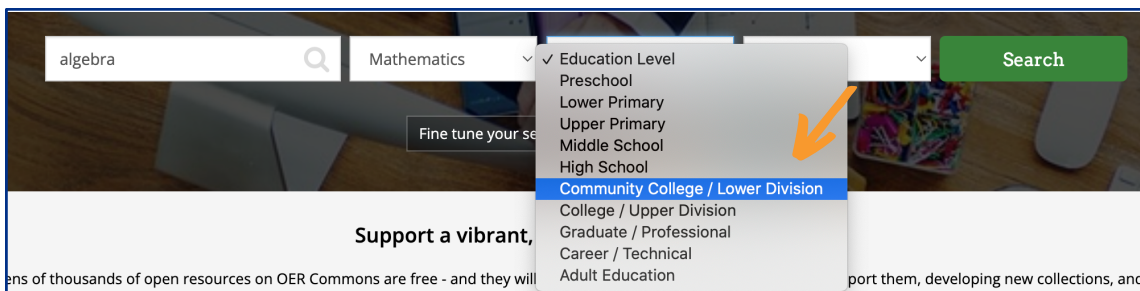 algebra
Mathematics
Search
✓ Education Level
Preschool
Lower Primary
Upper Primary
Middle School
High School
Community College / Lower Division
College / Upper Division
Graduate / Professional
Career / Technical
Adult Education
Fine tune your se
Support a vibrant,
ens of thousands of open resources on OER Commons are free - and they will
port them, developing new collections, and